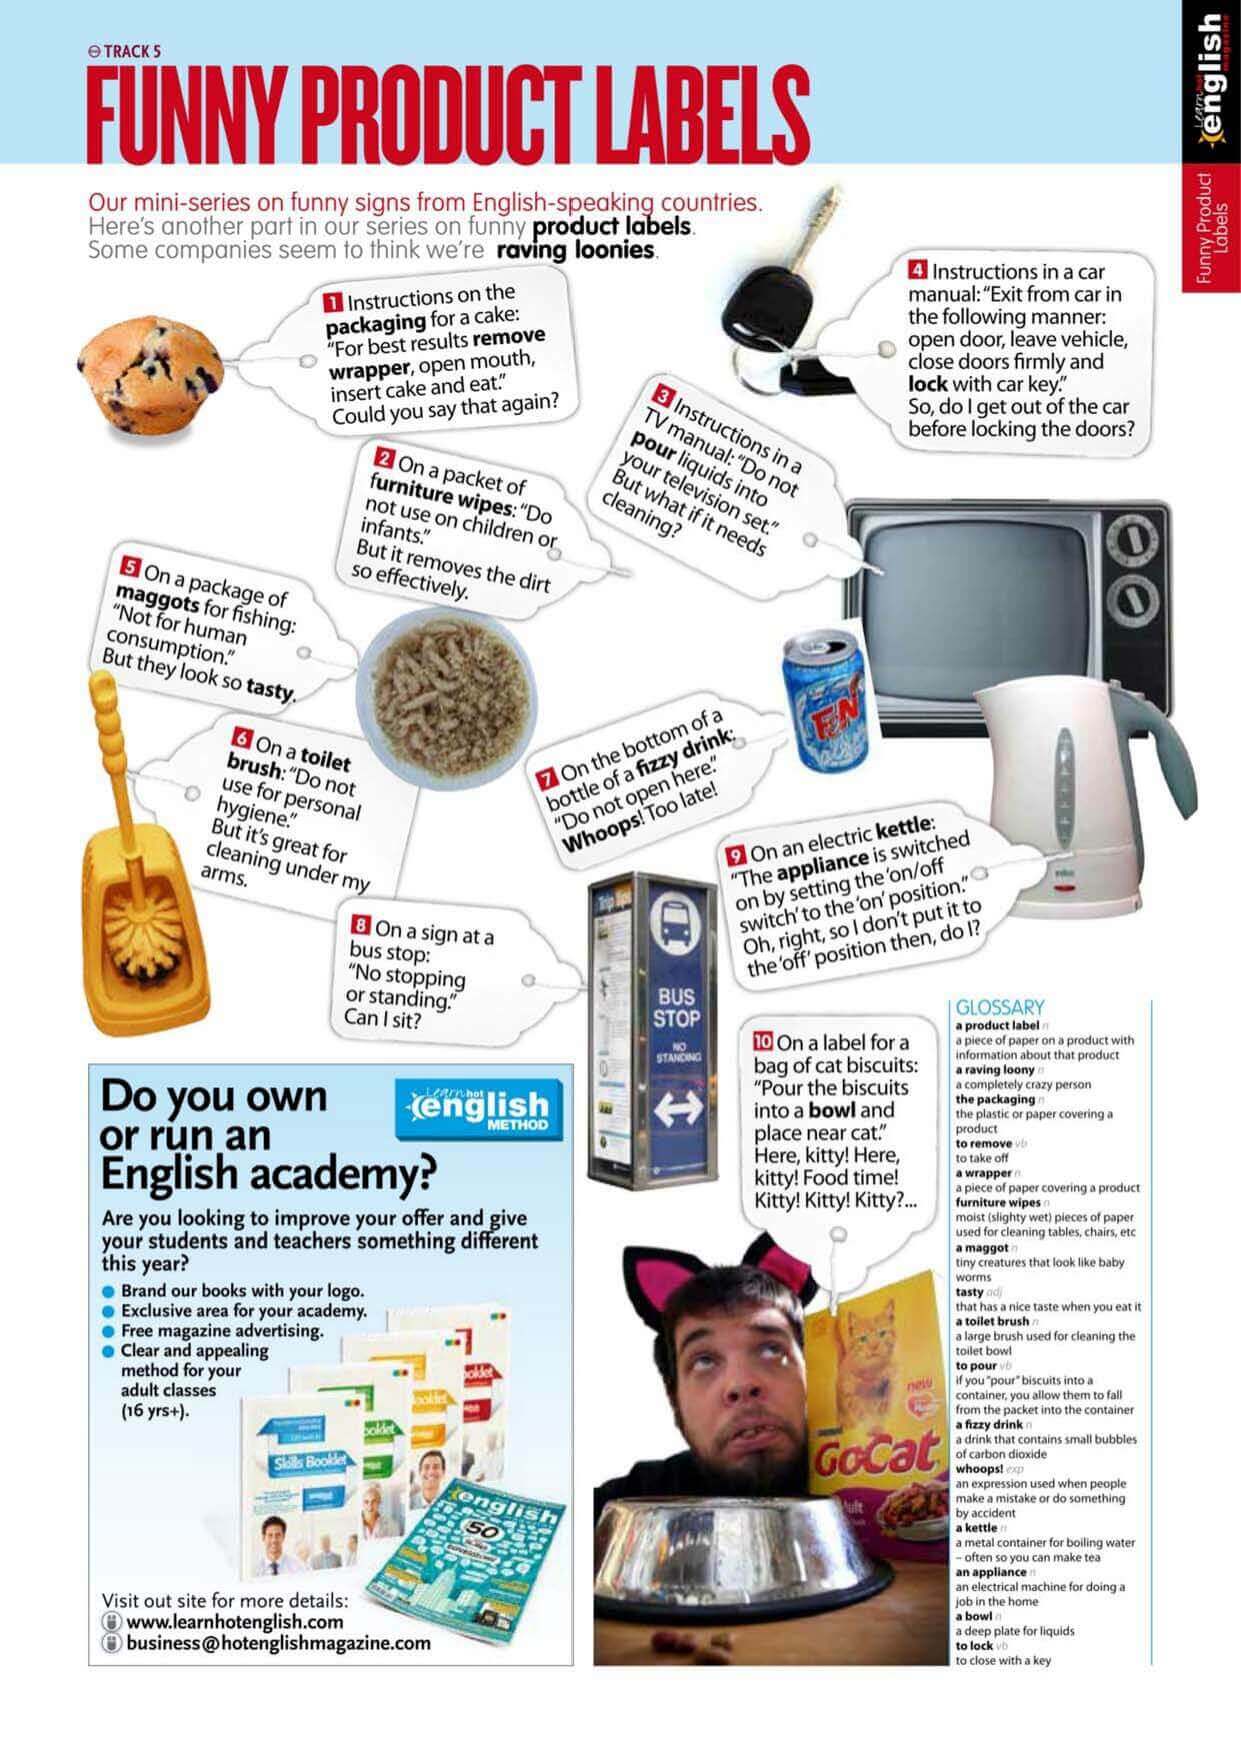 TRACK 5
FUNNY PRODUCT LABELS
Our mini-series on funny signs from English-speaking countries.
Here's another part in our series on funny product labels.
Some companies seem to think we're raving loonies.
Learn hot
english
magazine
Funny Product
Labels
1 Instructions on the
packaging for a cake:
"For best results remove
wrapper, open mouth,
insert cake and eat."
Could you say that again?
2 On a packet of
furniture wipes: "Do
not use on children or
infants."
But it removes the dirt
so effectively.
3 Instructions in a
TV manual: "Do not
pour liquids into
your television set."
But what if it needs
cleaning?
4 Instructions in a car
manual: "Exit from car in
the following manner:
open door, leave vehicle,
close doors firmly and
lock with car key."
So, do I get out of the car
before locking the doors?
5 On a package of
maggots for fishing:
"Not for human
consumption."
But they look so tasty.
6 On a toilet
brush: "Do not
use for personal
hygiene."
But it's great for
cleaning under my
arms.
7 On the bottom of a
bottle of a fizzy drink:
"Do not open here."
Whoops! Too late!
8 On a sign at a
bus stop:
"No stopping
or standing."
Can I sit?
9 On an electric kettle:
"The appliance is switched
on by setting the 'on/off
switch' to the 'on' position."
Oh, right, so I don't put it to
the 'off' position then, do I?
10 On a label for a
bag of cat biscuits:
"Pour the biscuits
into a bowl and
place near cat."
Here, kitty! Here,
kitty! Food time!
Kitty! Kitty! Kitty?...
BUS
STOP
NO
STANDING
new
GoCat
Do you own
or run an
English academy?
Learn hot
english
METHOD
Are you looking to improve your offer and give
your students and teachers something different
this year?
Brand our books with your logo.
Exclusive area for your academy.
Free magazine advertising.
Clear and appealing
method for your
adult classes
(16 yrs+).
Skills Booklet
english
50
Visit out site for more details:
www.learnhotenglish.com
business@hotenglishmagazine.com
GLOSSARY
a product label n
a piece of paper on a product with
information about that product
a raving loony n
a completely crazy person
the packaging n
the plastic or paper covering a
product
to remove vb
to take off
a wrapper n
a piece of paper covering a product
furniture wipes n
moist (slighty wet) pieces of paper
used for cleaning tables, chairs, etc
a maggot n
tiny creatures that look like baby
worms
tasty adj
that has a nice taste when you eat it
a toilet brush n
a large brush used for cleaning the
toilet bowl
to pour vb
if you "pour" biscuits into a
container, you allow them to fall
from the packet into the container
a fizzy drink n
a drink that contains small bubbles
of carbon dioxide
whoops! exp
an expression used when people
make a mistake or do something
by accident
a kettle n
a metal container for boiling water
– often so you can make tea
an appliance n
an electrical machine for doing a
job in the home
a bowl n
a deep plate for liquids
to lock vb
to close with a key